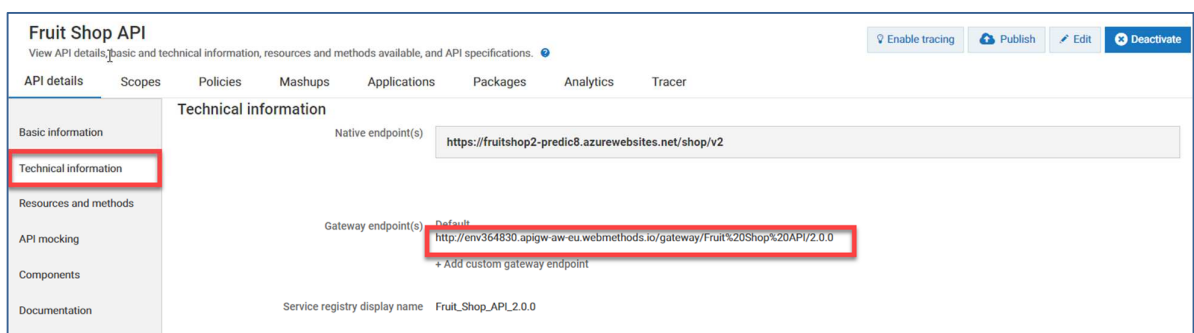 Fruit Shop API
View API details, basic and technical information, resources and methods available, and API specifications. ?
Enable tracing
Publish
Edit
Deactivate
API details Scopes Policies Mashups Applications Packages Analytics Tracer
Basic information
Technical information
Resources and methods
API mocking
Components
Documentation
Technical information
Native endpoint(s) https://fruitshop2-predic8.azurewebsites.net/shop/v2
Gateway endpoint(s) Default
http://env364830.apigw-aw-eu.webmethods.io/gateway/Fruit%20Shop%20API/2.0.0
+ Add custom gateway endpoint
Service registry display name Fruit_Shop_API_2.0.0